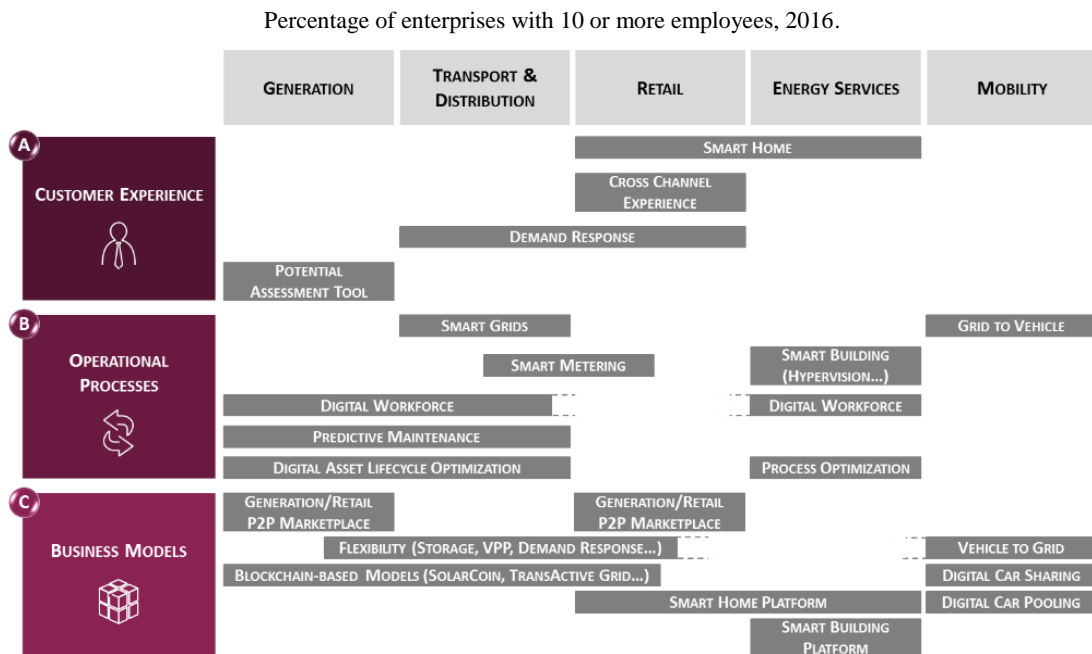 Percentage of enterprises with 10 or more employees, 2016.
GENERATION
TRANSPORT &
DISTRIBUTION
RETAIL
ENERGY SERVICES
MOBILITY
A
CUSTOMER EXPERIENCE
SMART HOME
CROSS CHANNEL
EXPERIENCE
DEMAND RESPONSE
POTENTIAL
ASSESSMENT TOOL
B
OPERATIONAL
PROCESSES
SMART GRIDS
GRID TO VEHICLE
SMART METERING
SMART BUILDING
(HYPERVISION...)
DIGITAL WORKFORCE
DIGITAL WORKFORCE
PREDICTIVE MAINTENANCE
DIGITAL ASSET LIFECYCLE OPTIMIZATION
PROCESS OPTIMIZATION
C
BUSINESS MODELS
GENERATION/RETAIL
P2P MARKETPLACE
GENERATION/RETAIL
P2P MARKETPLACE
FLEXIBILITY (STORAGE, VPP, DEMAND RESPONSE...)
VEHICLE TO GRID
BLOCKCHAIN-BASED MODELS (SOLARCOIN, TRANSACTIVE GRID...)
DIGITAL CAR SHARING
SMART HOME PLATFORM
DIGITAL CAR POOLING
SMART BUILDING
PLATFORM